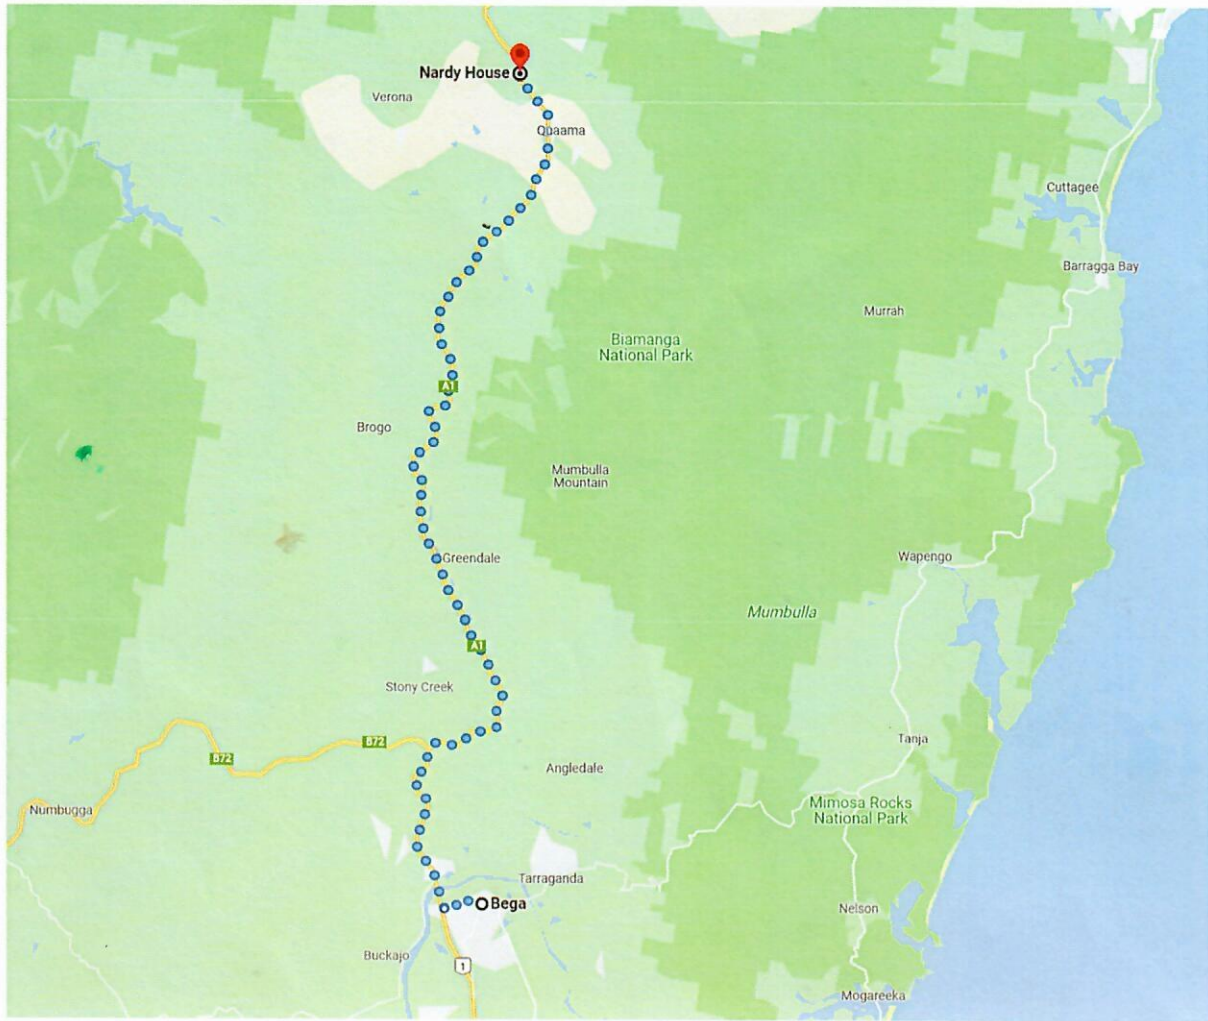 Nardy House
Verona
Quaama
Cuttagee
Barragga Bay
Murrah
Biamanga
National Park
A1
Brogo
Mumbulla
Mountain
Wapengo
Greendale
Mumbulla
A1
Stony Creek
B72
Tanja
B72
Angledale
Mimosa Rocks
National Park
Numbugga
Tarraganda
Bega
Nelson
Buckajo
1
Mogareeka